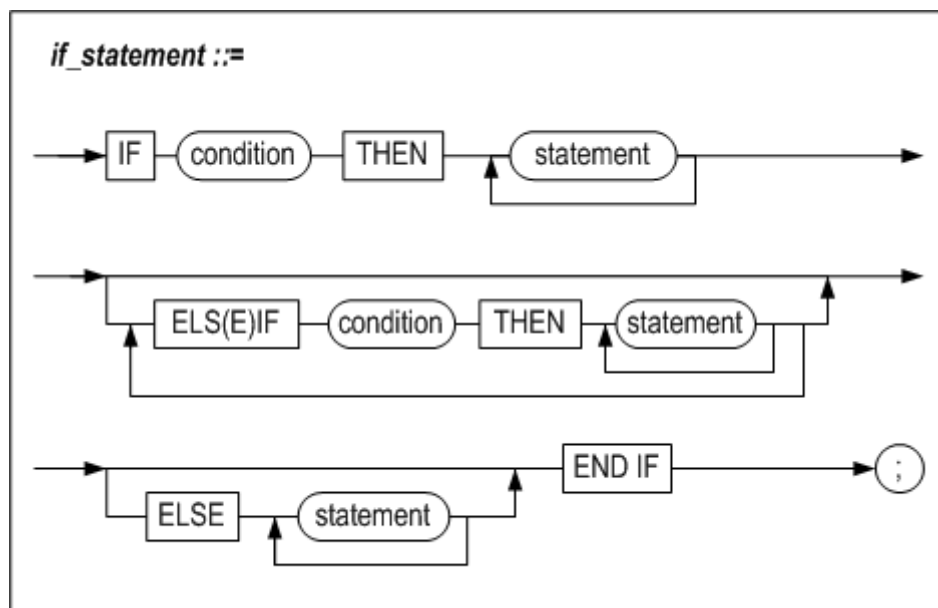 if_statement ::=
IF condition THEN statement
ELS(E)IF condition THEN statement
ELSE statement END IF ;